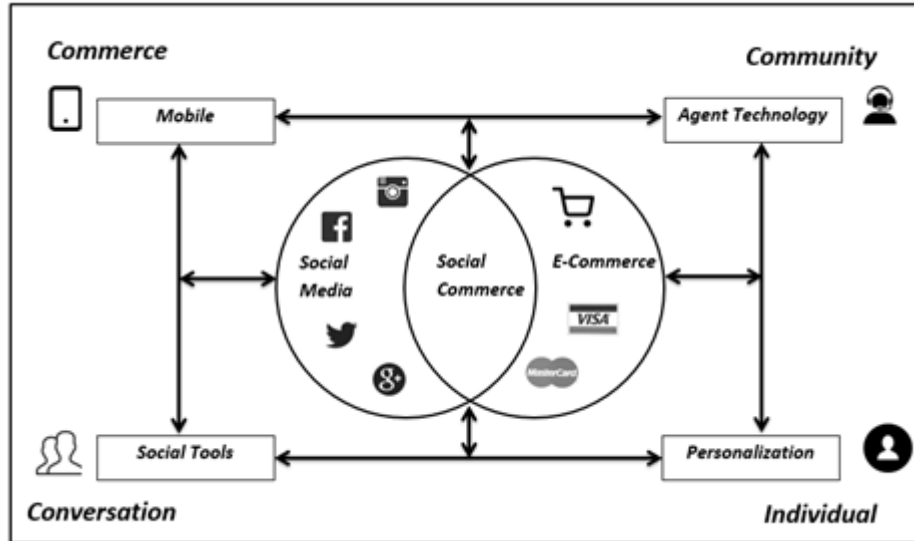 Commerce
Community
Mobile
Agent Technology
Social
Media
Social
Commerce
E-Commerce
VISA
MasterCard
g+
Social Tools
Personalization
Conversation
Individual